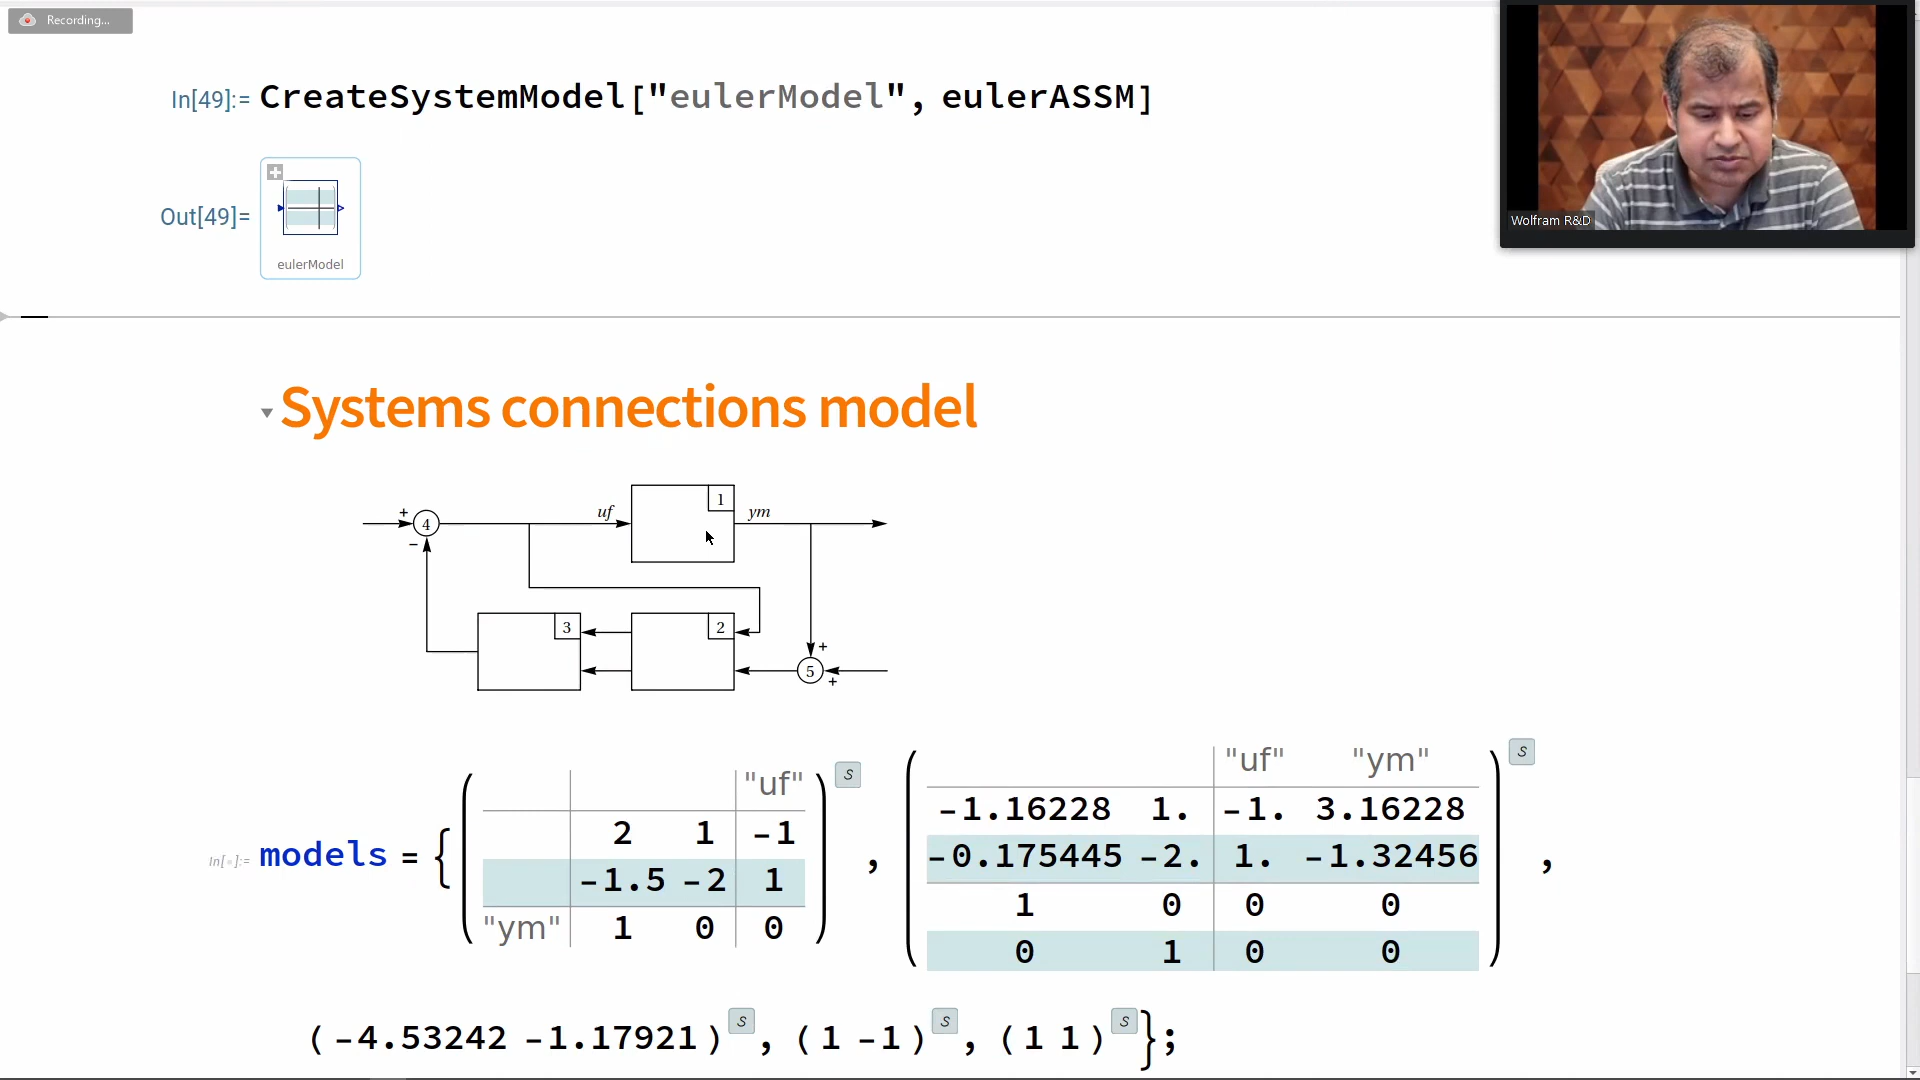 Recording...
In[49]:= CreateSystemModel["eulerModel", eulerASSM]
Wolfram R&D
Out[49]=
eulerModel
Systems connections model
+ 4 − uf 1 ym
3 2 + 5 +
"uf" S "uf" "ym" S
2 1 -1 -1.16228 1. -1. 3.16228
In[◦]:= models = { -1.5 -2 1 , -0.175445 -2. 1. -1.32456 ,
"ym" 1 0 0 1 0 0 0
0 1 0 0
(-4.53242 -1.17921) S, (1 -1) S, (1 1) S};